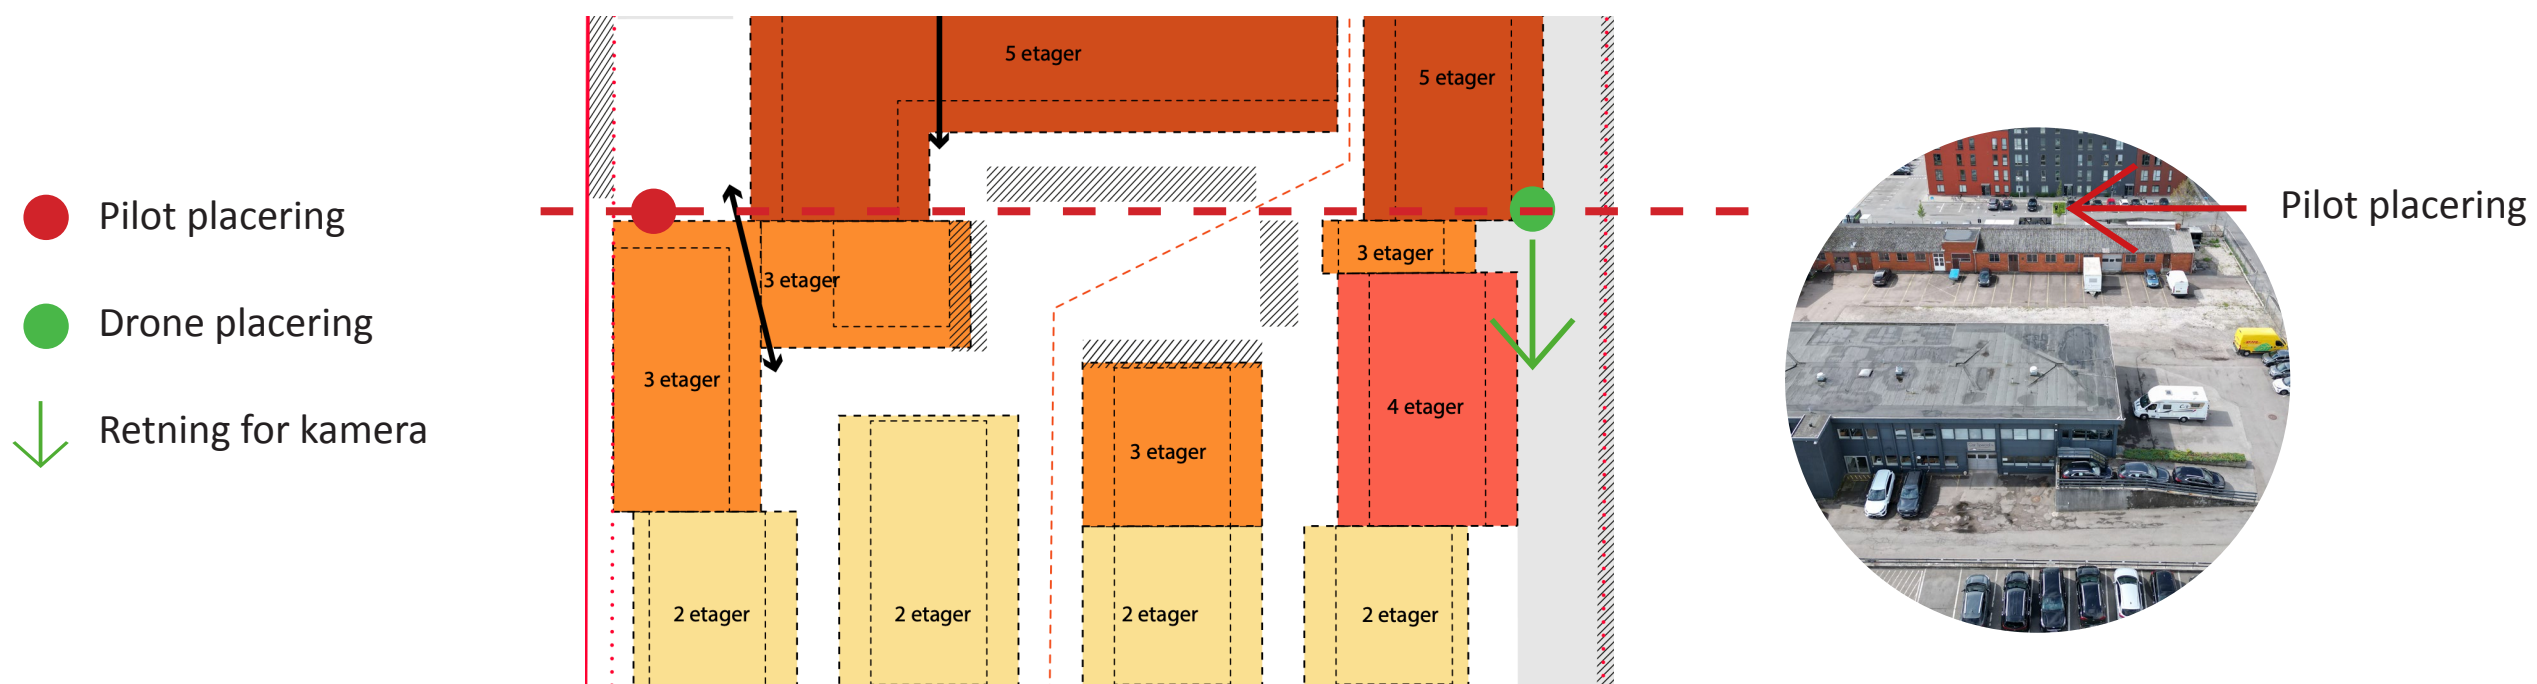 Pilot placering
Drone placering
Retning for kamera
5 etager
5 etager
3 etager
3 etager
3 etager
4 etager
3 etager
2 etager
2 etager
2 etager
2 etager
Pilot placering